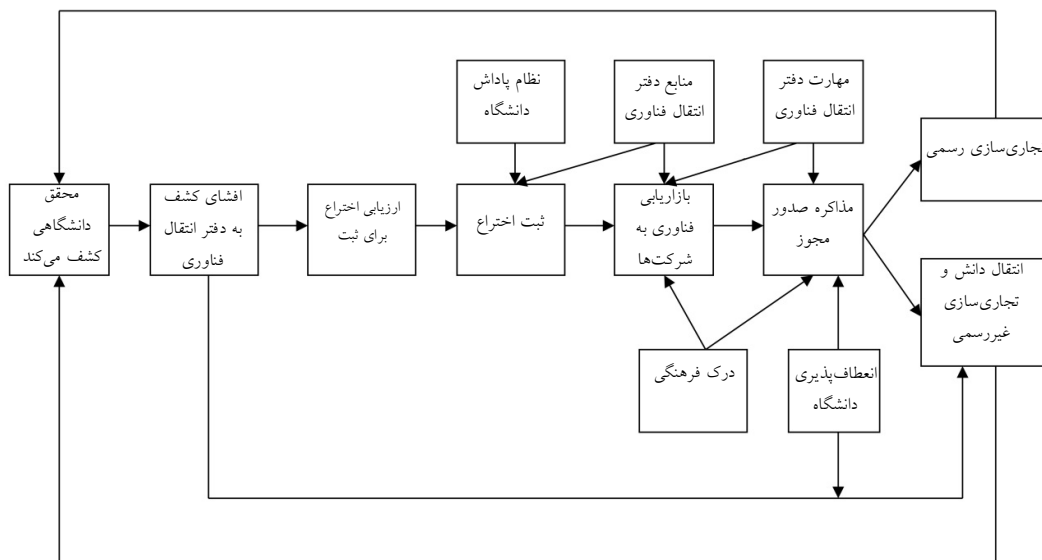 نظام پاداش
دانشگاه
منابع دفتر
انتقال فناوری
مهارت دفتر
انتقال فناوری
تجاری‌سازی رسمی
محقق
دانشگاهی
کشف می‌کند
افشای کشف
به دفتر انتقال
فناوری
ارزیابی اختراع
برای ثبت
ثبت اختراع
بازاریابی
فناوری به
شرکت‌ها
مذاکره صدور
مجوز
انتقال دانش و
تجاری‌سازی
غیررسمی
درک فرهنگی
انعطاف‌پذیری
دانشگاه